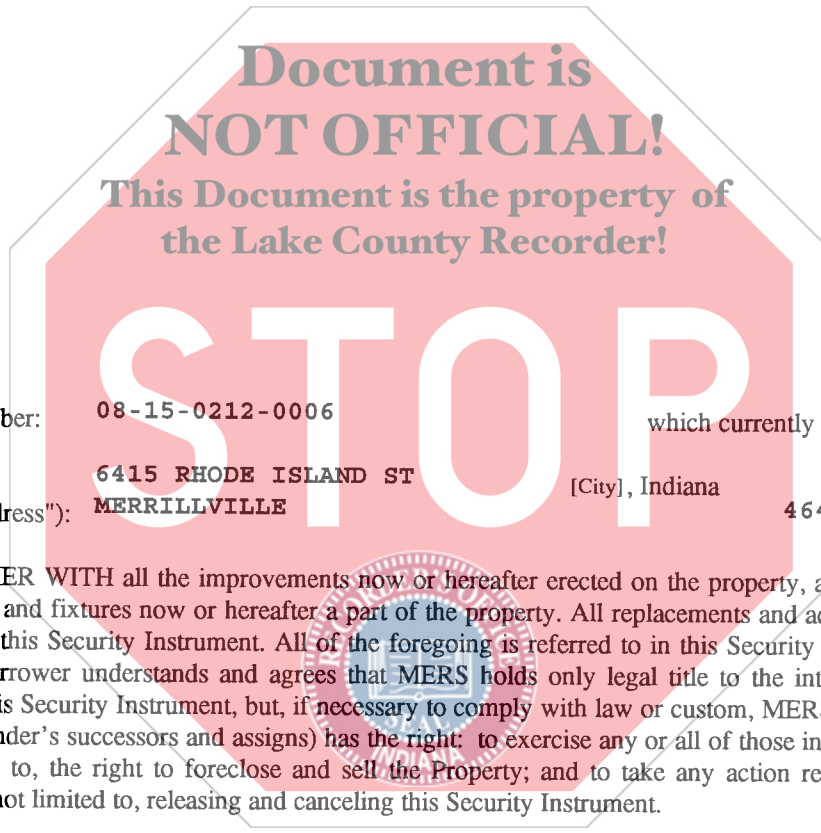 Document is
NOT OFFICIAL!
This Document is the property of
the Lake County Recorder!
STOP
ber: 08-15-0212-0006 which currently
6415 RHODE ISLAND ST
[City], Indiana
ress"): MERRILLVILLE 464
ER WITH all the improvements now or hereafter erected on the property, a
and fixtures now or hereafter a part of the property. All replacements and ad
this Security Instrument. All of the foregoing is referred to in this Security
rrower understands and agrees that MERS holds only legal title to the int
is Security Instrument, but, if necessary to comply with law or custom, MER
nder's successors and assigns) has the right: to exercise any or all of those in
to, the right to foreclose and sell the Property; and to take any action re
not limited to, releasing and canceling this Security Instrument.
RECORDER'S OFFICE
SEAL
INDIANA